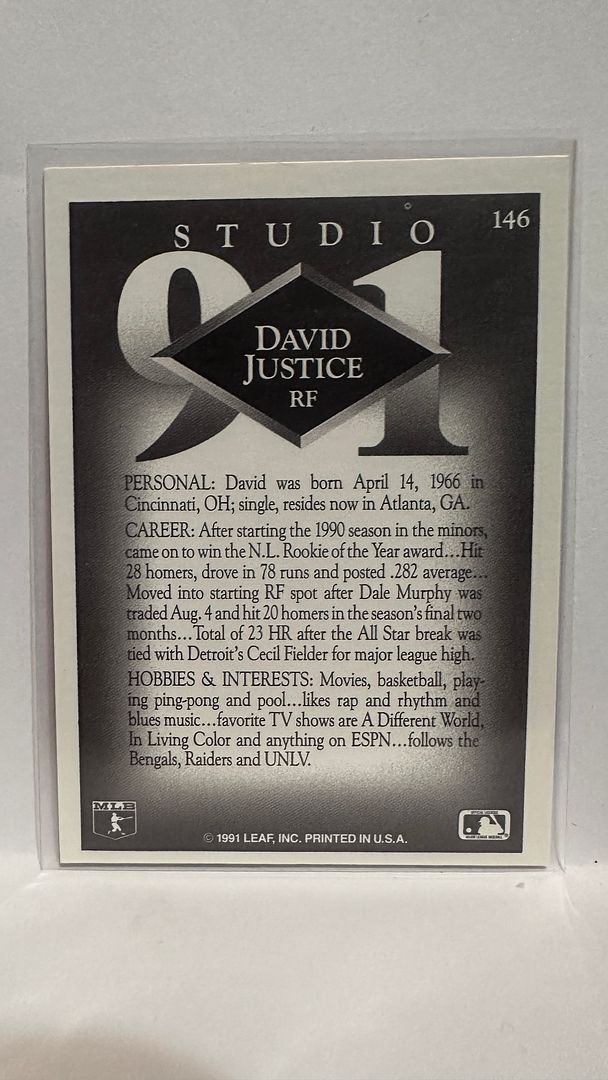 146
STUDIO
91
DAVID
JUSTICE
RF
PERSONAL: David was born April 14, 1966 in
Cincinnati, OH; single, resides now in Atlanta, GA.
CAREER: After starting the 1990 season in the minors,
came on to win the N.L. Rookie of the Year award...Hit
28 homers, drove in 78 runs and posted .282 average...
Moved into starting RF spot after Dale Murphy was
traded Aug. 4 and hit 20 homers in the season's final two
months...Total of 23 HR after the All Star break was
tied with Detroit's Cecil Fielder for major league high.
HOBBIES & INTERESTS: Movies, basketball, play-
ing ping-pong and pool...likes rap and rhythm and
blues music...favorite TV shows are A Different World,
In Living Color and anything on ESPN...follows the
Bengals, Raiders and UNLV.
MLB
© 1991 LEAF, INC. PRINTED IN U.S.A.